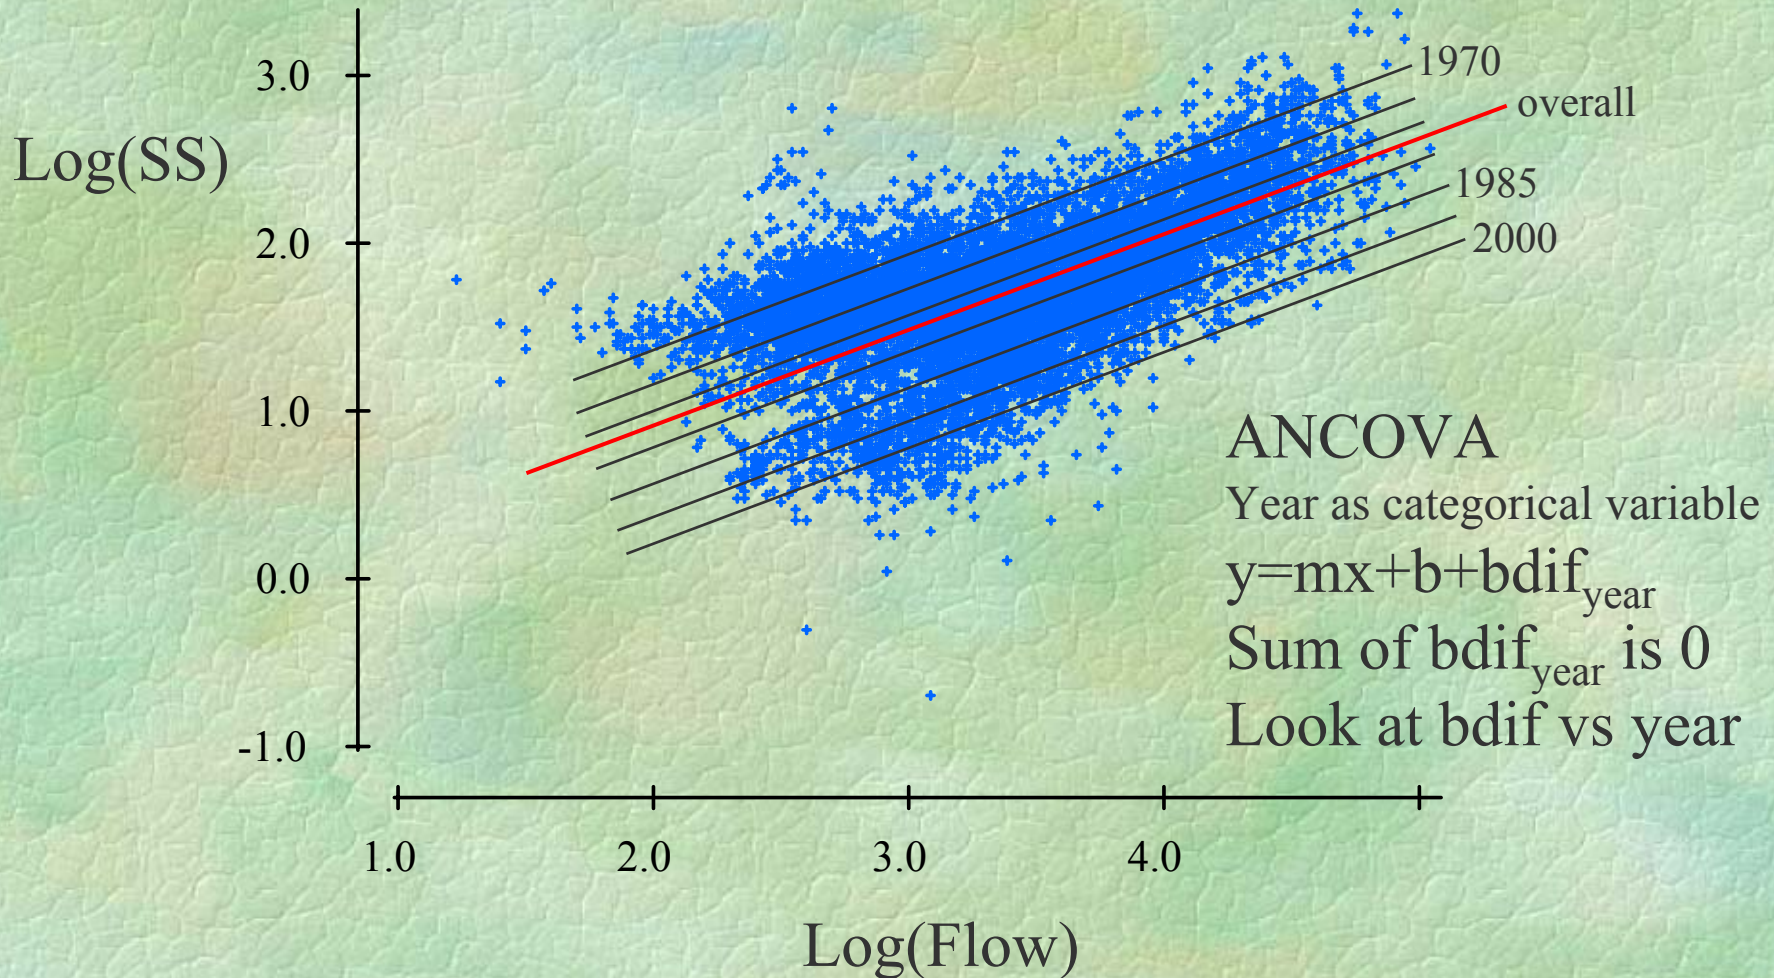 3.0
1970
overall
Log(SS)
1985
2.0
2000
1.0
ANCOVA
Year as categorical variable
y=mx+b+bdif_year
0.0
Sum of bdif_year is 0
Look at bdif vs year
-1.0
1.0 2.0 3.0 4.0
Log(Flow)